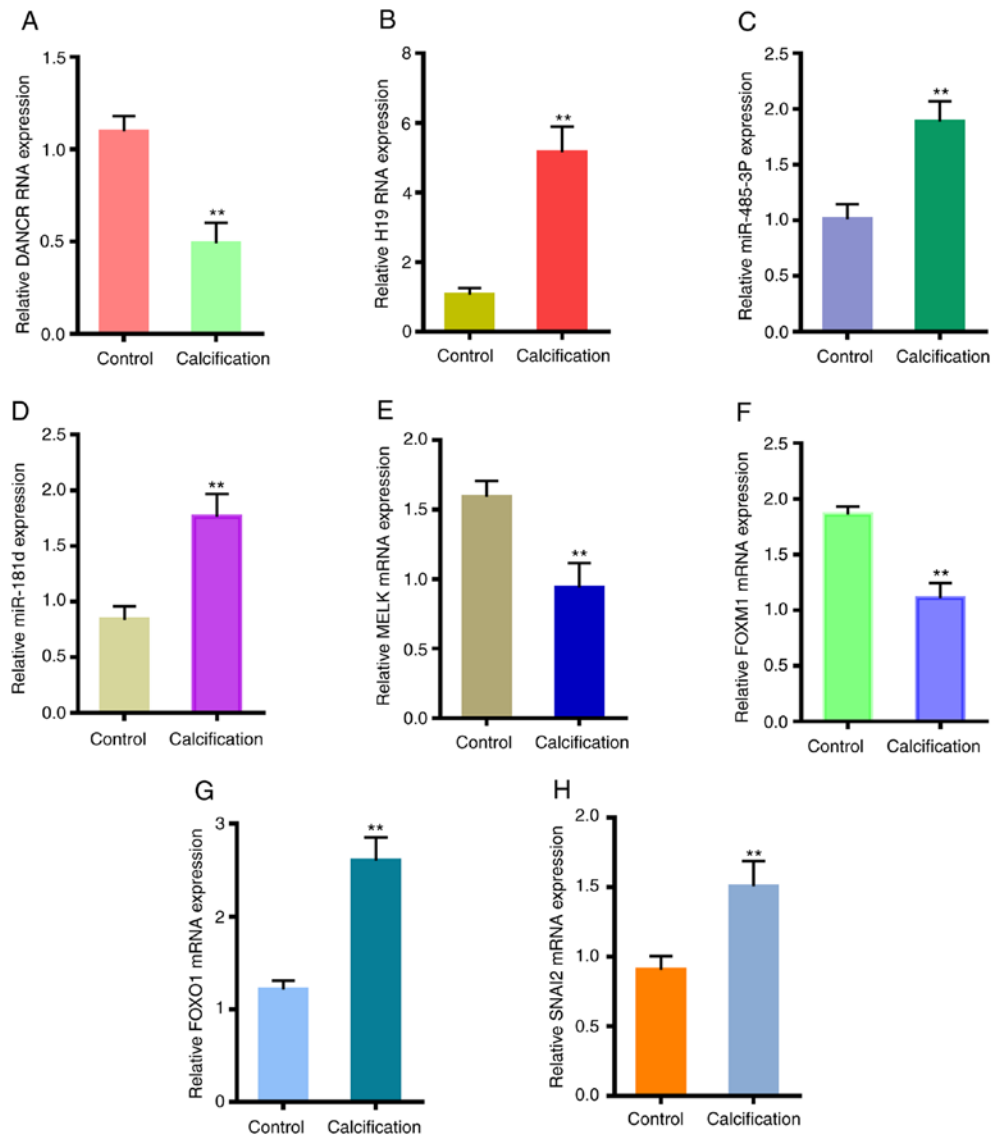 A
Relative DANCR RNA expression
1.5
1.0
0.5
0.0
**
Control Calcification
B
Relative H19 RNA expression
8
6
4
2
0
**
Control Calcification
C
Relative miR-485-3P expression
2.5
2.0
1.5
1.0
0.5
0.0
**
Control Calcification
D
Relative miR-181d expression
2.5
2.0
1.5
1.0
0.5
0.0
**
Control Calcification
E
Relative MELK mRNA expression
2.0
1.5
1.0
0.5
0.0
**
Control Calcification
F
Relative FOXM1 mRNA expression
2.5
2.0
1.5
1.0
0.5
0.0
**
Control Calcification
G
Relative FOXO1 mRNA expression
3
2
1
0
**
Control Calcification
H
Relative SNAI2 mRNA expression
2.0
1.5
1.0
0.5
0.0
**
Control Calcification